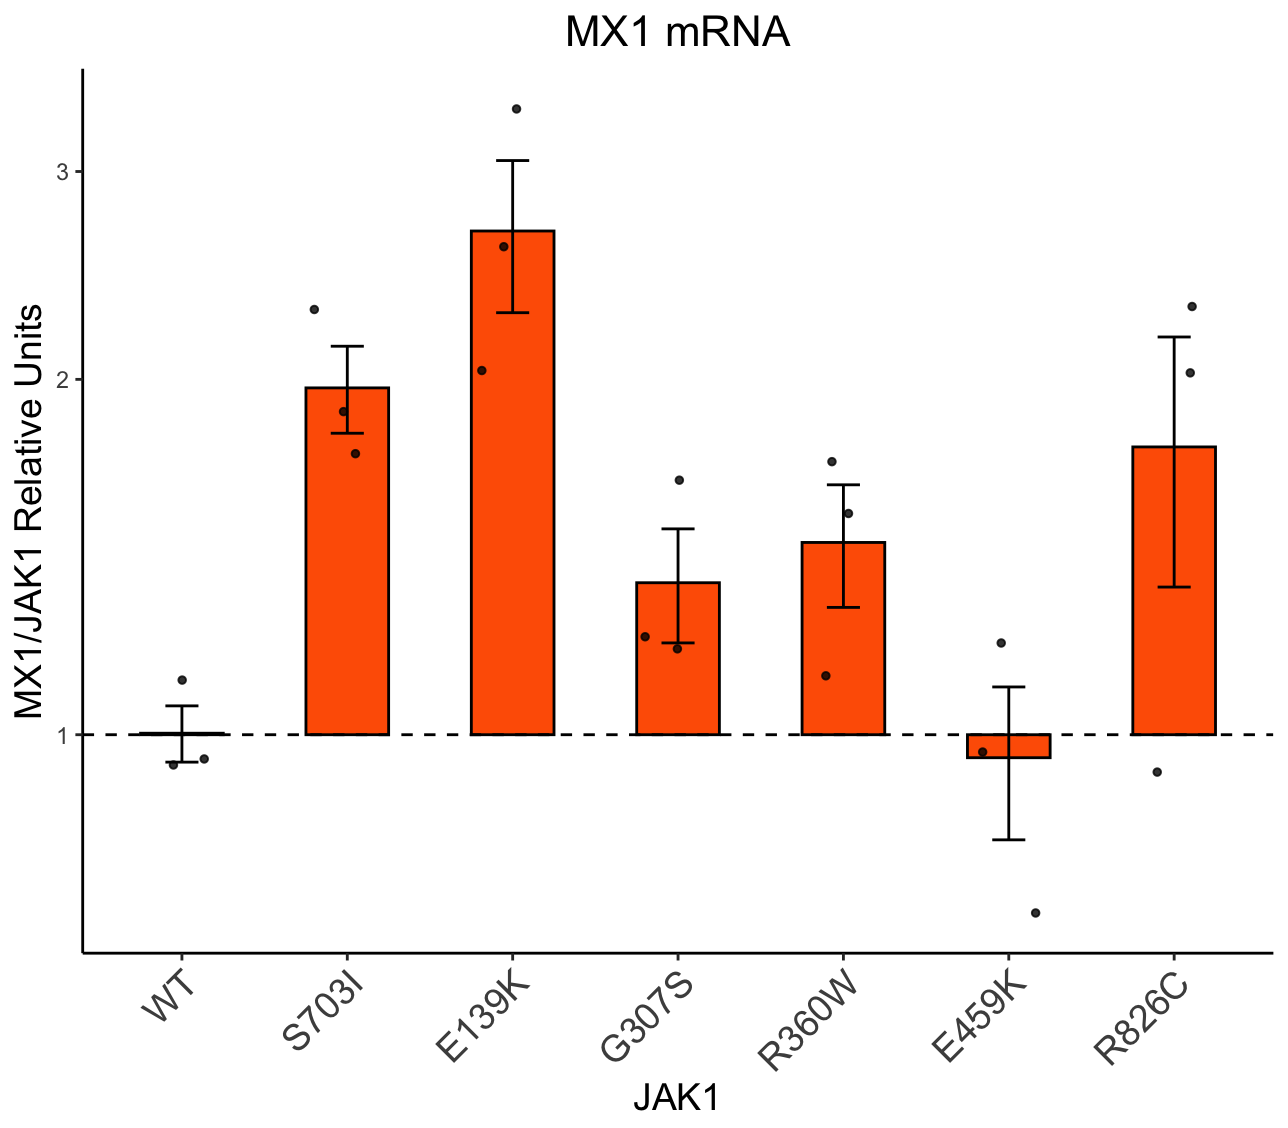 MX1 mRNA
MX1/JAK1 Relative Units
3
2
1
WT
S703I
E139K
G307S
R360W
E459K
R826C
JAK1